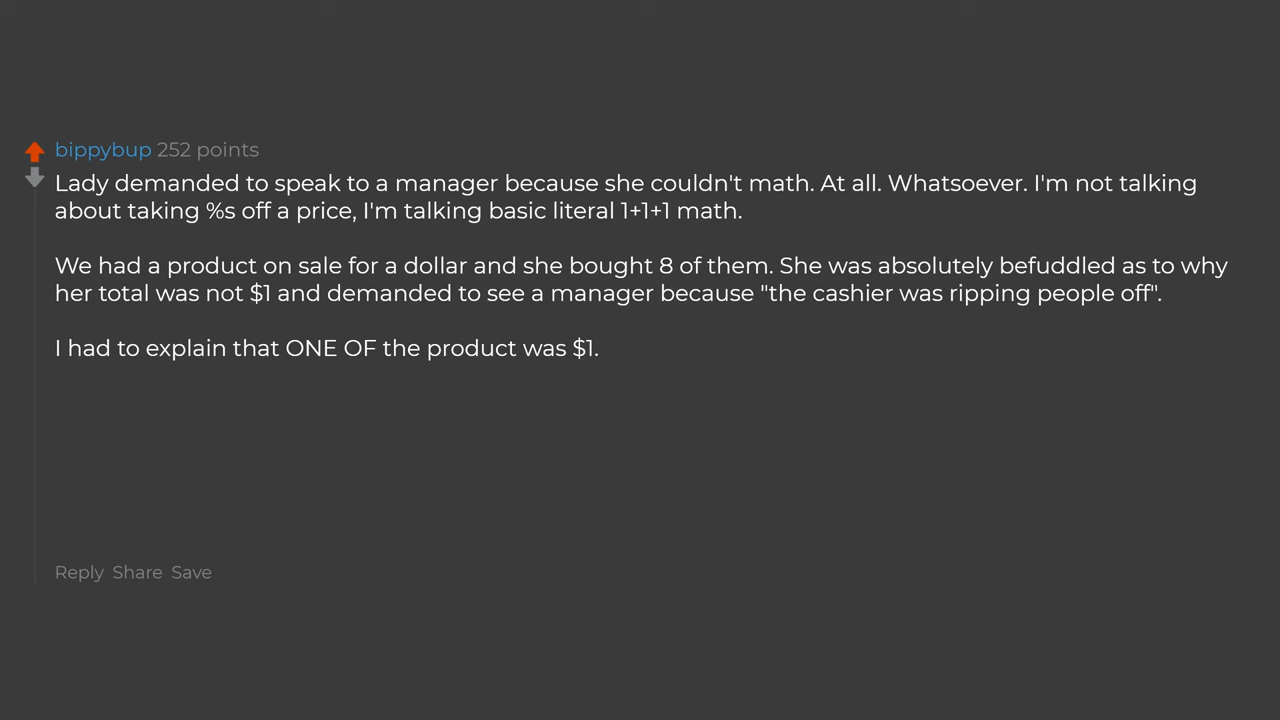 bippybup 252 points
Lady demanded to speak to a manager because she couldn't math. At all. Whatsoever. I'm not talking
about taking %s off a price, I'm talking basic literal 1+1+1 math.
We had a product on sale for a dollar and she bought 8 of them. She was absolutely befuddled as to why
her total was not $1 and demanded to see a manager because "the cashier was ripping people off".
I had to explain that ONE OF the product was $1.
Reply Share Save